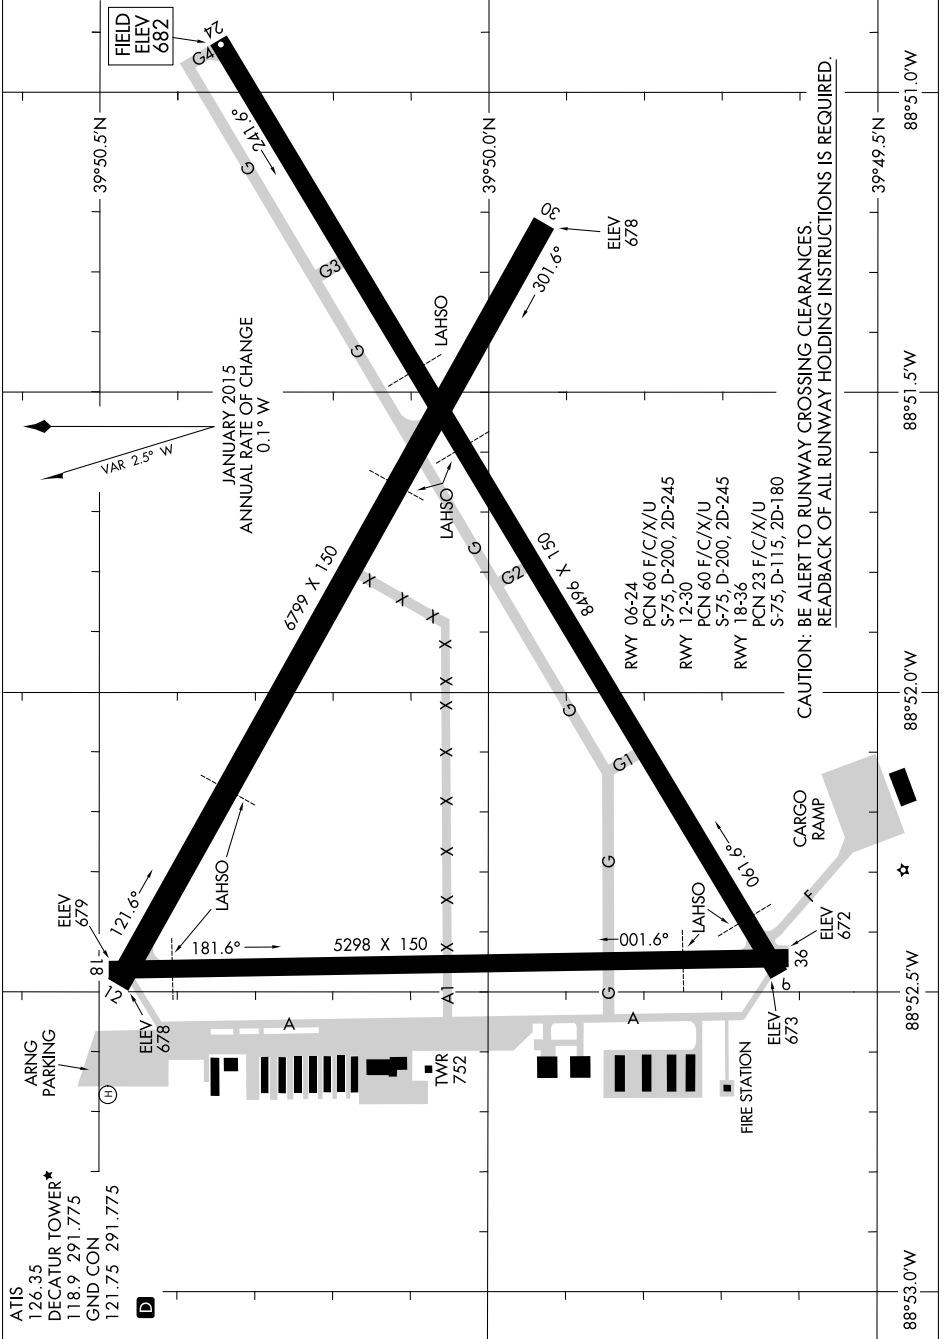 ATIS
126.35
DECATUR TOWER★
118.9 291.775
GND CON
121.75 291.775
D
FIELD
ELEV
682
24
G4
241.6°
G
G3
G
39°50.5'N
39°50.0'N
39°49.5'N
88°51.0'W
88°51.5'W
88°52.0'W
88°52.5'W
88°53.0'W
30
ELEV
678
301.6°
LAHSO
VAR 2.5° W
JANUARY 2015
ANNUAL RATE OF CHANGE
0.1° W
LAHSO
6799 X 150
X
X
X
X
X
X
X
X
X
X
X
G
G2
8496 X 150
G
G1
RWY 06-24
PCN 60 F/C/X/U
S-75, D-200, 2D-245
RWY 12-30
PCN 60 F/C/X/U
S-75, D-200, 2D-245
RWY 18-36
PCN 23 F/C/X/U
S-75, D-115, 2D-180
CAUTION: BE ALERT TO RUNWAY CROSSING CLEARANCES.
READBACK OF ALL RUNWAY HOLDING INSTRUCTIONS IS REQUIRED.
LAHSO
121.6°
ELEV
679
18
12
ELEV
678
181.6°
5298 X 150
001.6°
G
G
LAHSO
061.6°
CARGO
RAMP
F
ELEV
672
36
6
ELEV
673
A1
A
A
ARNG
PARKING
H
TWR
752
FIRE STATION